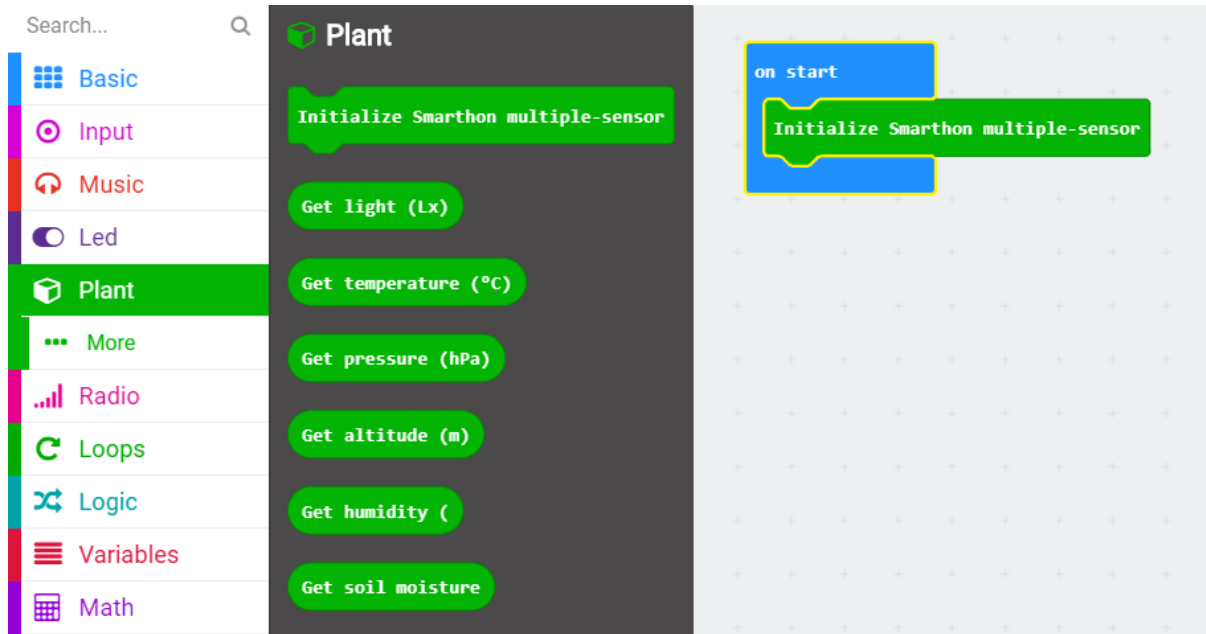 Search...
Basic
Input
Music
Led
Plant
More
Radio
Loops
Logic
Variables
Math
Plant
Initialize Smarthon multiple-sensor
Get light (Lx)
Get temperature (°C)
Get pressure (hPa)
Get altitude (m)
Get humidity (
Get soil moisture
on start
Initialize Smarthon multiple-sensor